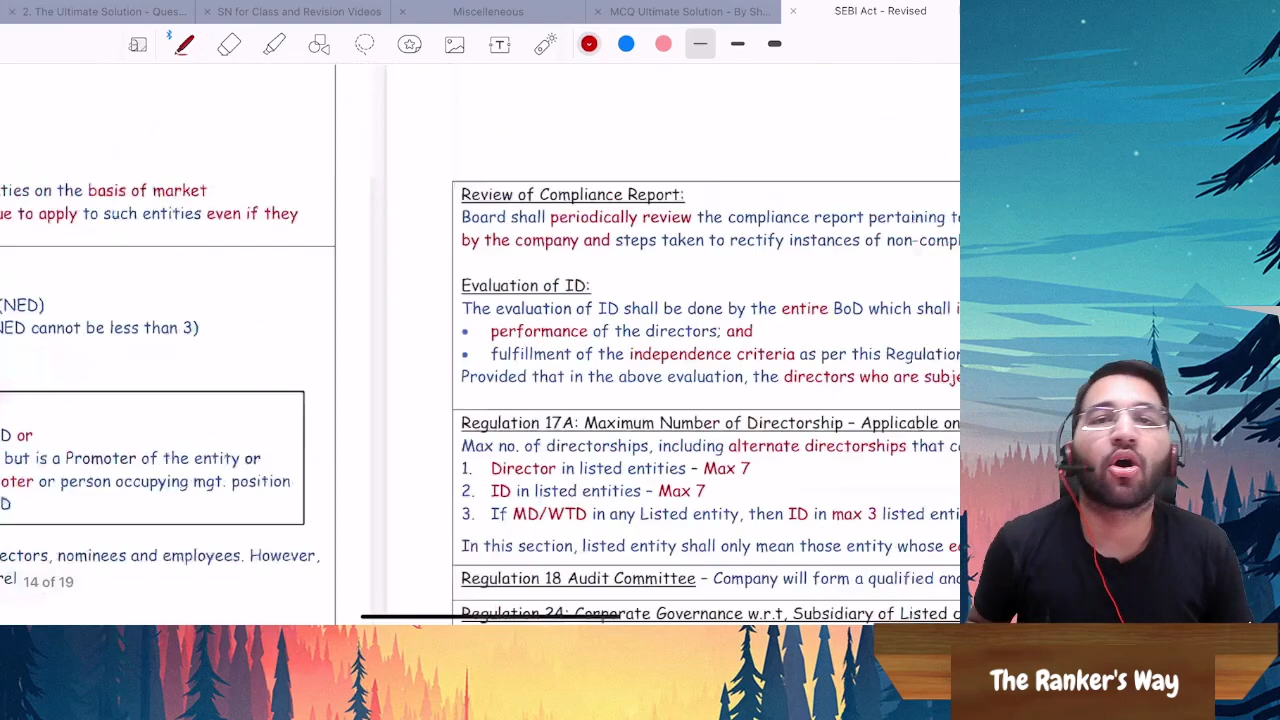 2. The Ultimate Solution - Ques...
SN for Class and Revision Videos
Miscellaneous
MCQ Ultimate Solution - By Sh...
SEBI Act - Revised
ties on the basis of market
ue to apply to such entities even if they
(NED)
NED cannot be less than 3)
D or
but is a Promoter of the entity or
oter or person occupying mgt. position
D
ectors, nominees and employees. However,
rel
14 of 19
Review of Compliance Report:
Board shall periodically review the compliance report pertaining t
by the company and steps taken to rectify instances of non-compl
Evaluation of ID:
The evaluation of ID shall be done by the entire BoD which shall i
• performance of the directors; and
• fulfillment of the independence criteria as per this Regulation
Provided that in the above evaluation, the directors who are subje
Regulation 17A: Maximum Number of Directorship – Applicable on
Max no. of directorships, including alternate directorships that c
1. Director in listed entities – Max 7
2. ID in listed entities – Max 7
3. If MD/WTD in any Listed entity, then ID in max 3 listed enti
In this section, listed entity shall only mean those entity whose e
Regulation 18 Audit Committee – Company will form a qualified and
Regulation 24: Corporate Governance w.r.t, Subsidiary of Listed c
The Ranker's Way